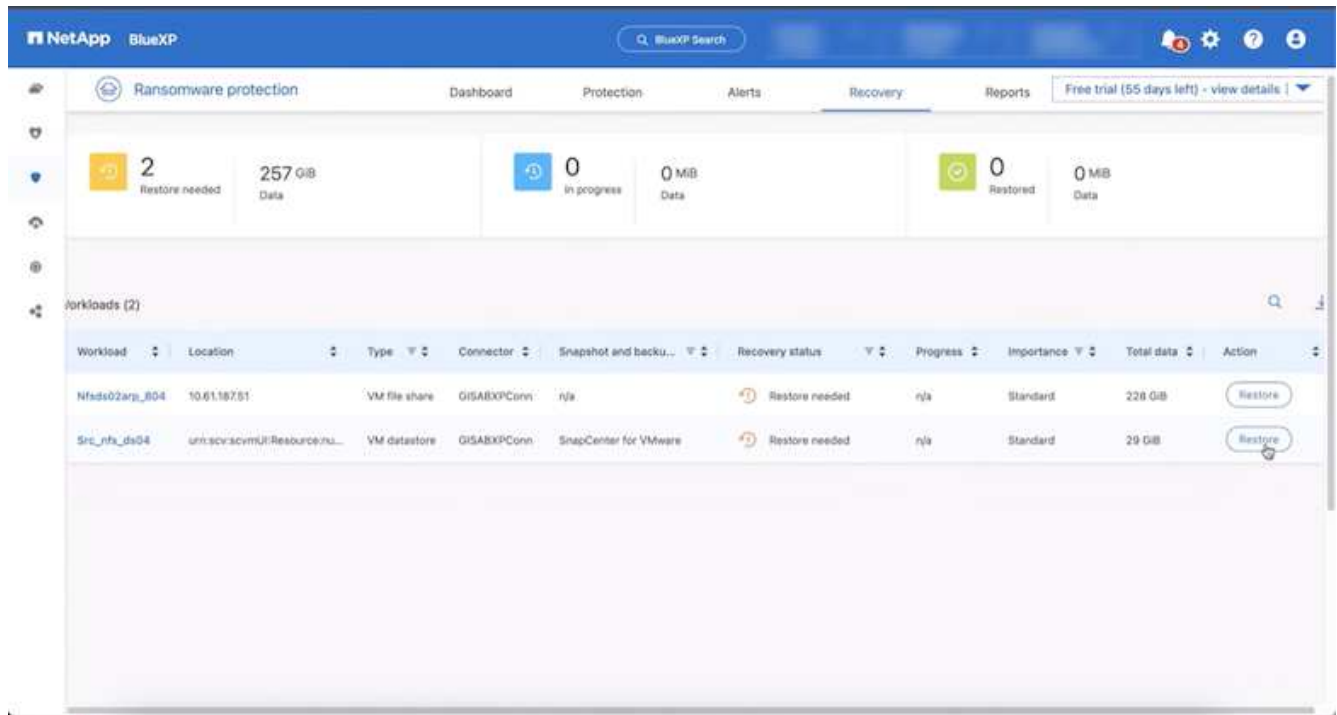 NetApp BlueXP BlueXP Search 4 ?
Ransomware protection Dashboard Protection Alerts Recovery Reports Free trial (55 days left) - view details |
2 257 GiB 0 0 MiB 0 0 MiB
Restore needed Data In progress Data Restored Data
orkloads (2)
Workload Location Type Connector Snapshot and backu... Recovery status Progress Importance Total data Action
Nfsds02arp_804 10.61.187.51 VM file share GISABXPConn n/a Restore needed n/a Standard 228 GiB Restore
Src_nfs_ds04 urn:scv:scvmUI:Resource:nu... VM datastore GISABXPConn SnapCenter for VMware Restore needed n/a Standard 29 GiB Restore